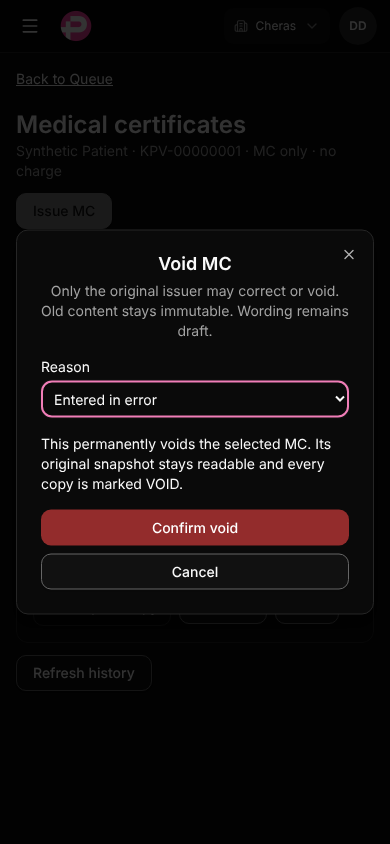 Cheras
DD
Back to Queue
Medical certificates
Synthetic Patient · KPV-00000001 · MC only · no
charge
Issue MC
Void MC
Only the original issuer may correct or void.
Old content stays immutable. Wording remains
draft.
Reason
Entered in error
This permanently voids the selected MC. Its
original snapshot stays readable and every
copy is marked VOID.
Confirm void
Cancel
Refresh history